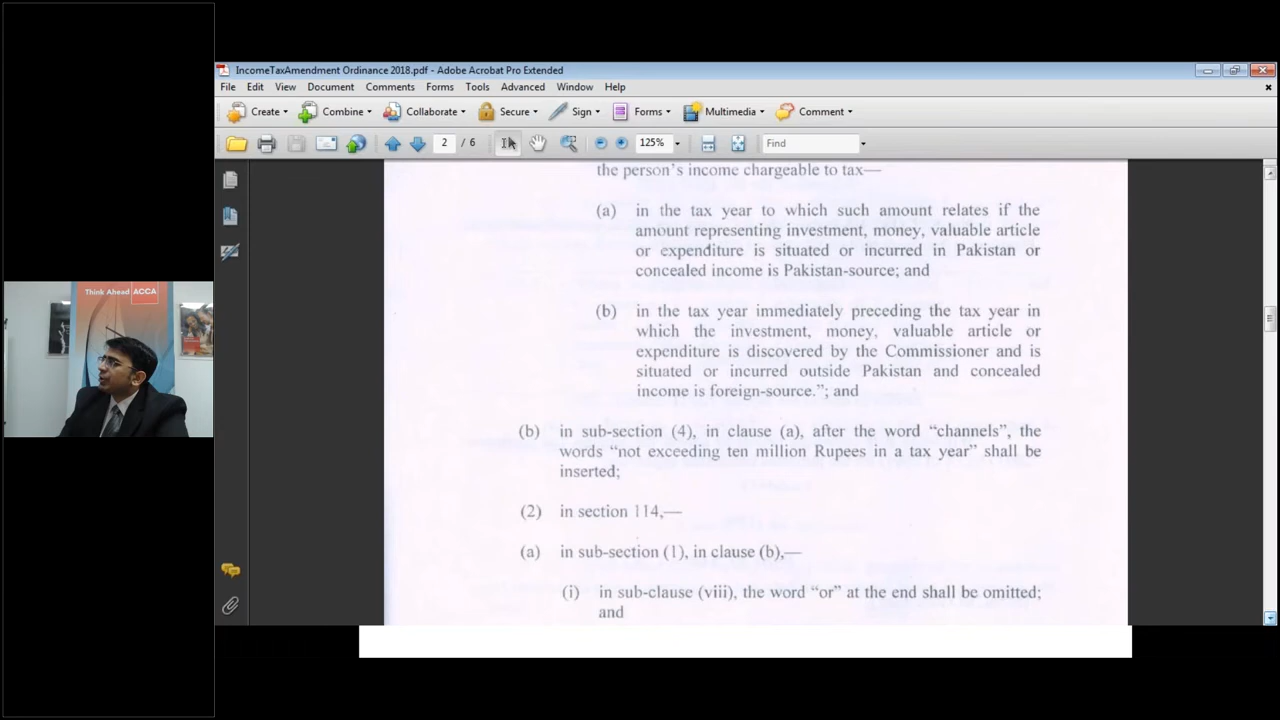 IncomeTaxAmendment Ordinance 2018.pdf - Adobe Acrobat Pro Extended
File Edit View Document Comments Forms Tools Advanced Window Help
Create Combine Collaborate Secure Sign Forms Multimedia Comment
2 / 6 125% Find
the person's income chargeable to tax—
(a) in the tax year to which such amount relates if the
amount representing investment, money, valuable article
or expenditure is situated or incurred in Pakistan or
concealed income is Pakistan-source; and
(b) in the tax year immediately preceding the tax year in
which the investment, money, valuable article or
expenditure is discovered by the Commissioner and is
situated or incurred outside Pakistan and concealed
income is foreign-source.”; and
(b) in sub-section (4), in clause (a), after the word “channels”, the
words “not exceeding ten million Rupees in a tax year” shall be
inserted;
(2) in section 114,—
(a) in sub-section (1), in clause (b),—
(i) in sub-clause (viii), the word “or” at the end shall be omitted;
and
Think Ahead ACCA